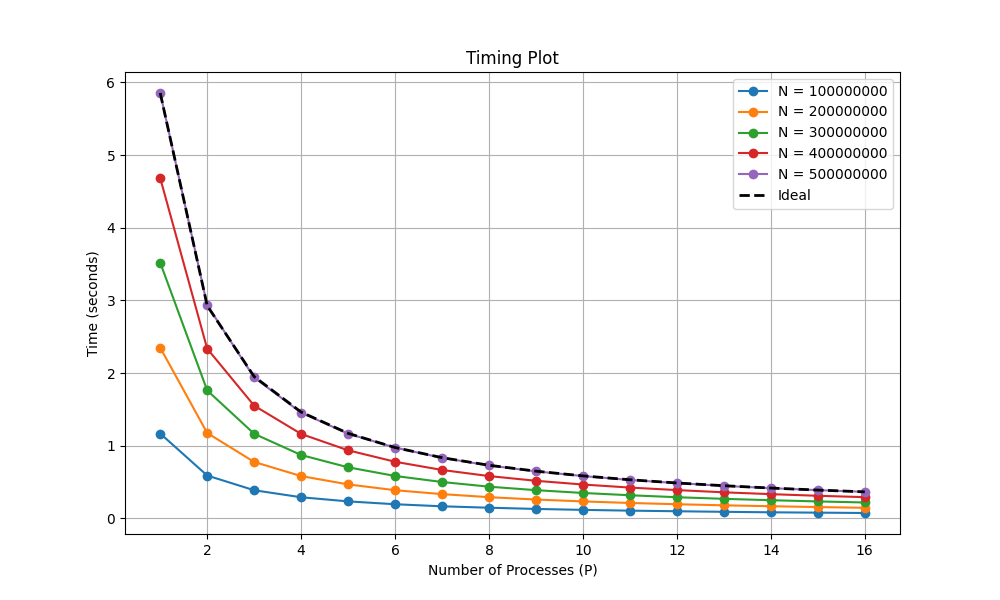 Timing Plot
6
5
4
3
2
1
0
Time (seconds)
N = 100000000
N = 200000000
N = 300000000
N = 400000000
N = 500000000
Ideal
2 4 6 8 10 12 14 16
Number of Processes (P)